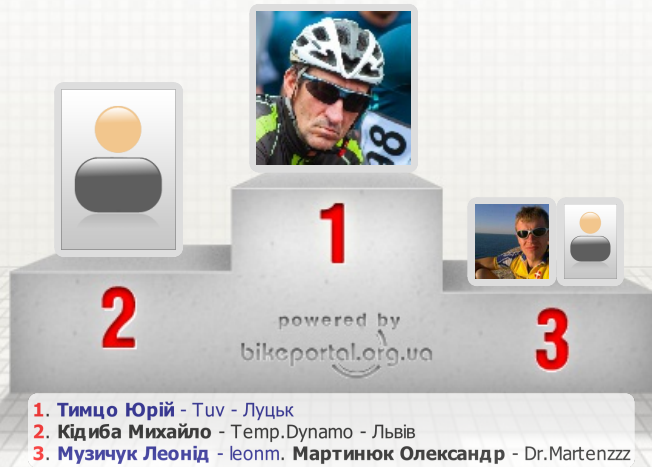 98
1
2
3
powered by
bikeportal.org.ua
1. Тимцо Юрій - Tuv - Луцьк
2. Кідиба Михайло - Temp.Dynamo - Львів
3. Музичук Леонід - leonm. Мартинюк Олександр - Dr.Martenzzz